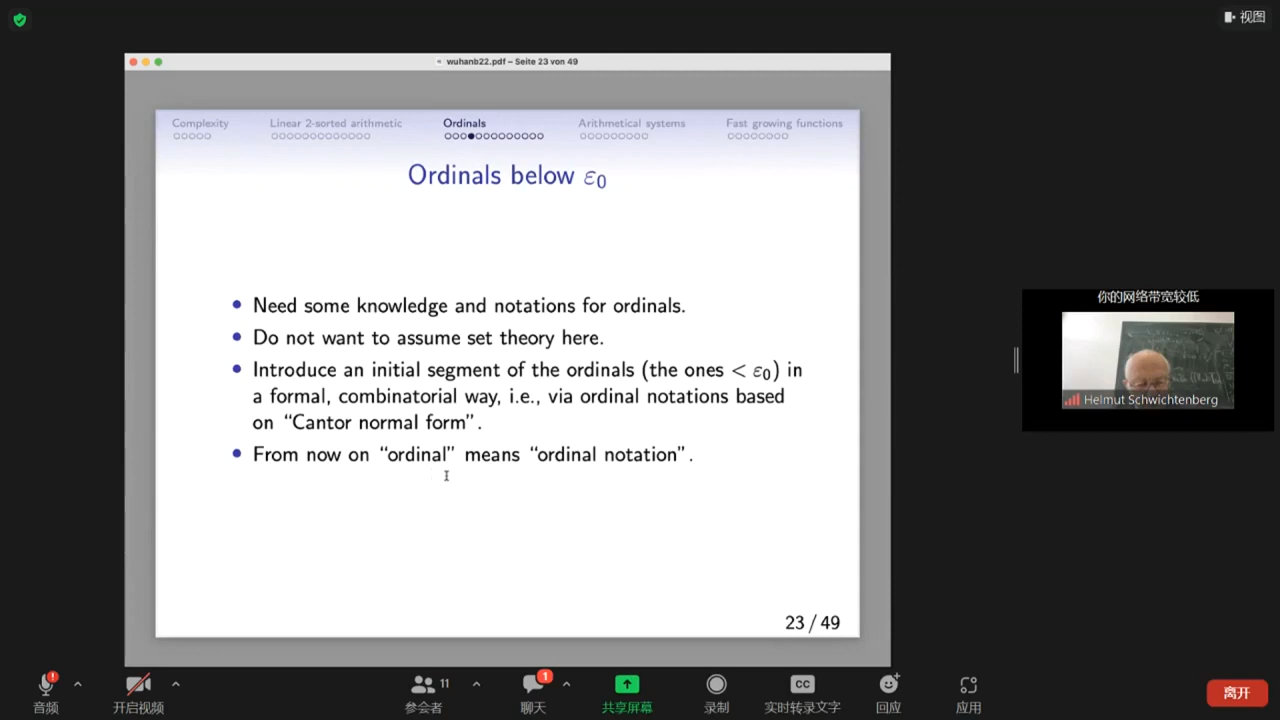 视图
wuhanb22.pdf – Seite 23 von 49
Complexity
Linear 2-sorted arithmetic
Ordinals
Arithmetical systems
Fast growing functions
Ordinals below ε₀
• Need some knowledge and notations for ordinals.
• Do not want to assume set theory here.
• Introduce an initial segment of the ordinals (the ones < ε₀) in
a formal, combinatorial way, i.e., via ordinal notations based
on “Cantor normal form”.
• From now on “ordinal” means “ordinal notation”.
23 / 49
你的网络带宽较低
Helmut Schwichtenberg
11
1
CC
音频
开启视频
参会者
聊天
共享屏幕
录制
实时转录文字
回应
应用
离开